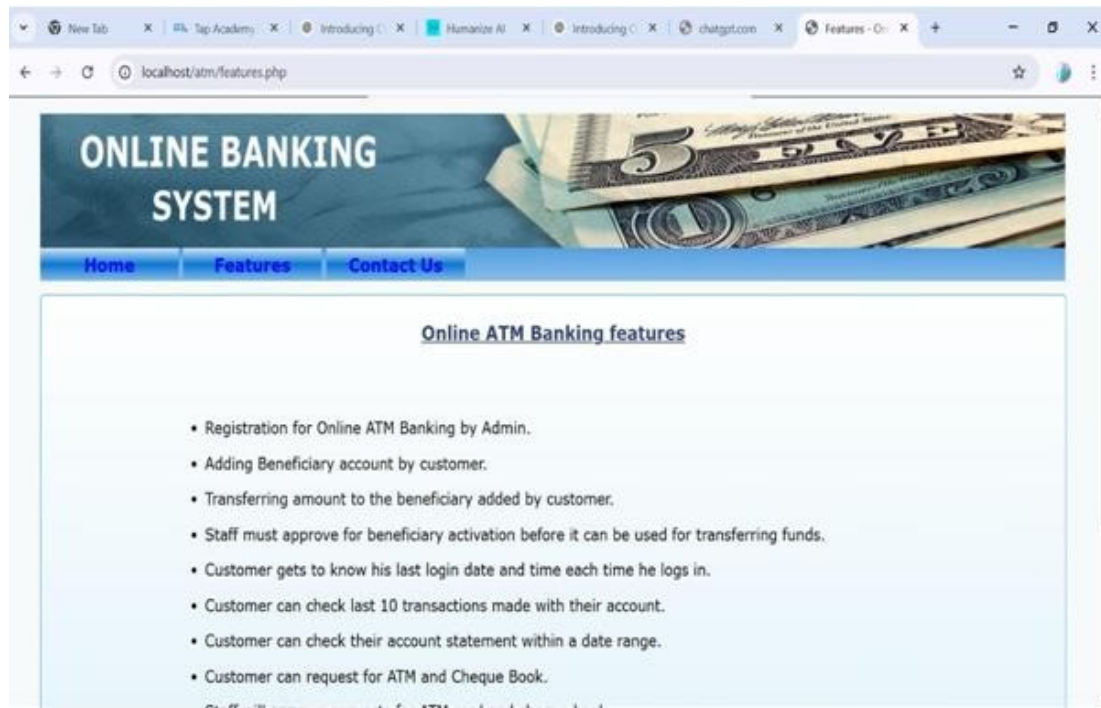 New Tab
Tap Academy
Introducing
Humanize AI
Introducing
chatgpt.com
Features - On
localhost/atm/features.php
ONLINE BANKING
SYSTEM
Home Features Contact Us
Online ATM Banking features
• Registration for Online ATM Banking by Admin.
• Adding Beneficiary account by customer.
• Transferring amount to the beneficiary added by customer.
• Staff must approve for beneficiary activation before it can be used for transferring funds.
• Customer gets to know his last login date and time each time he logs in.
• Customer can check last 10 transactions made with their account.
• Customer can check their account statement within a date range.
• Customer can request for ATM and Cheque Book.